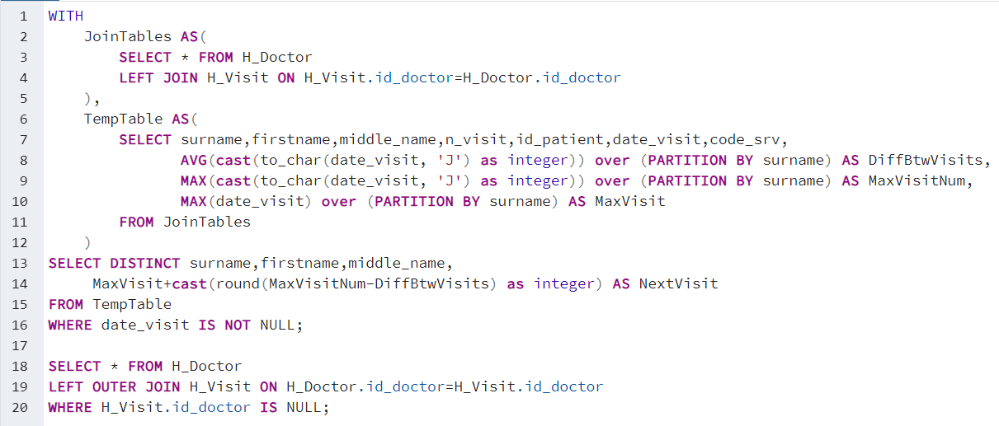 1 WITH
2 JoinTables AS(
3 SELECT * FROM H_Doctor
4 LEFT JOIN H_Visit ON H_Visit.id_doctor=H_Doctor.id_doctor
5 ),
6 TempTable AS(
7 SELECT surname,firstname,middle_name,n_visit,id_patient,date_visit,code_srv,
8 AVG(cast(to_char(date_visit, 'J') as integer)) over (PARTITION BY surname) AS DiffBtwVisits,
9 MAX(cast(to_char(date_visit, 'J') as integer)) over (PARTITION BY surname) AS MaxVisitNum,
10 MAX(date_visit) over (PARTITION BY surname) AS MaxVisit
11 FROM JoinTables
12 )
13 SELECT DISTINCT surname,firstname,middle_name,
14 MaxVisit+cast(round(MaxVisitNum-DiffBtwVisits) as integer) AS NextVisit
15 FROM TempTable
16 WHERE date_visit IS NOT NULL;
17
18 SELECT * FROM H_Doctor
19 LEFT OUTER JOIN H_Visit ON H_Doctor.id_doctor=H_Visit.id_doctor
20 WHERE H_Visit.id_doctor IS NULL;